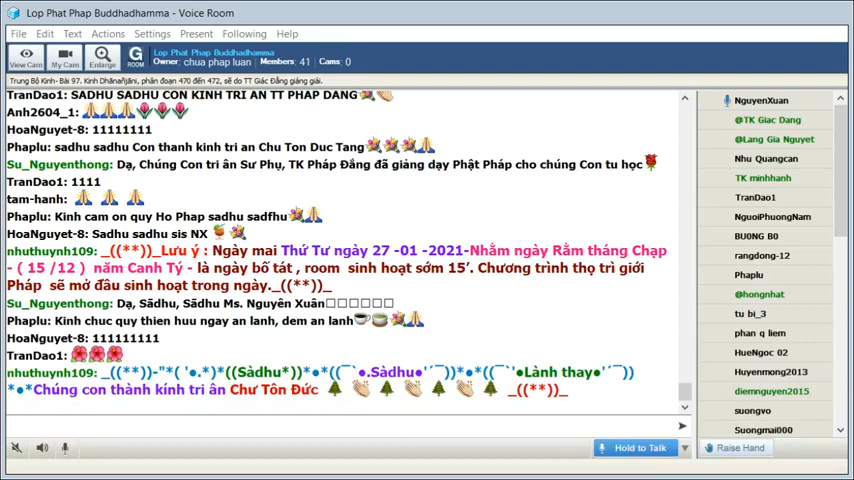 Lop Phat Phap Buddhadhamma - Voice Room
File Edit Text Actions Settings Present Following Help
View Cam My Cam Enlarge G ROOM
Lop Phat Phap Buddhadhamma
Owner: chua phap luan Members: 41 Cams: 0
Trung Bộ Kinh- Bài 97. Kinh Dhānañjāni, phân đoạn 470 đến 472, sẽ do TT Giác Đẳng giảng giải.
TranDao1: SADHU SADHU CON KINH TRI AN TT PHAP DANG
Anh2604_1:
HoaNguyet-8: 11111111
Phaplu: sadhu sadhu Con thanh kinh tri an Chu Ton Duc Tang
Su_Nguyenthong: Dạ, Chúng Con tri ân Sư Phụ, TK Pháp Đẳng đã giảng dạy Phật Pháp cho chúng Con tu học
TranDao1: 1111
tam-hanh:
Phaplu: Kinh cam on quy Ho Phap sadhu sadfhu
HoaNguyet-8: Sadhu sadhu sis NX
nhuthuynh109: _((**))_Lưu ý : Ngày mai Thứ Tư ngày 27 -01 -2021-Nhằm ngày Rằm tháng Chạp
- ( 15 /12 ) năm Canh Tý - là ngày bố tát , room sinh hoạt sớm 15’. Chương trình thọ trì giới
Pháp sẽ mở đầu sinh hoạt trong ngày._((**))_
Su_Nguyenthong: Dạ, Sādhu, Sādhu Ms. Nguyên Xuân□□□□□□
Phaplu: Kinh chuc quy thien huu ngay an lanh, dem an lanh
HoaNguyet-8: 111111111
TranDao1:
nhuthuynh109: _((**))-"*( '●.*)*((Sàdhu*))*●*((¯`●.Sàdhu●'´¯))*●*((¯`'●Lành thay●'´¯))
*●*Chúng con thành kính tri ân Chư Tôn Đức _((**))_
NguyenXuan
@TK Giac Dang
@Lang Gia Nguyet
Nhu Quangcan
TK minhhanh
TranDao1
NguoiPhuongNam
BU0NG B0
rangdong-12
Phaplu
@hongnhat
tu bi_3
phan q liem
HueNgoc 02
Huyenmong2013
diemnguyen2015
suongvo
Suongmai000
Hold to Talk
Raise Hand